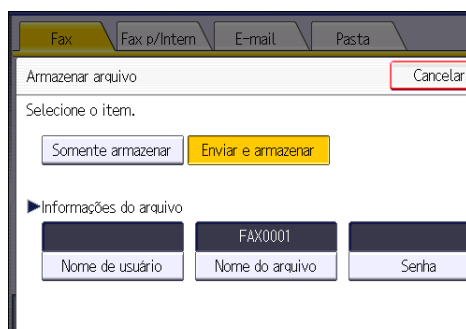 Fax Fax p/Intern E-mail Pasta
Armazenar arquivo Cancelar
Selecione o item.
Somente armazenar Enviar e armazenar
Informações do arquivo
FAX0001
Nome de usuário Nome do arquivo Senha